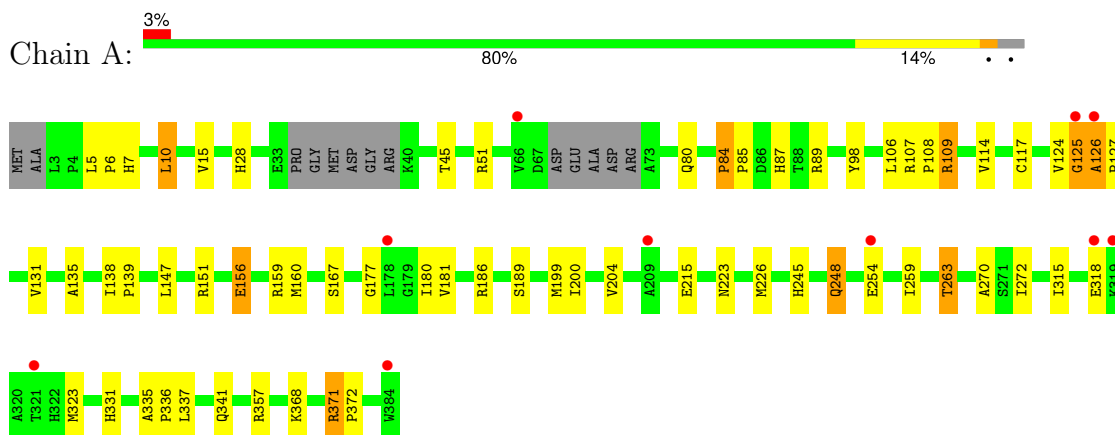 3%
Chain A:
80% 14% • •
MET ALA L3 P4 L5 P6 H7 L10 V15 H28 E33 PRO GLY MET ASP GLY ARG K40 T45 R51 V66 D67 ASP GLU ALA ASP ARG A73 Q80 P84 P85 D86 H87 T88 R89 Y98 L106 R107 P108 R109 V114 C117 V124 G125 A126
V131 A135 I138 P139 L147 R151 E156 R159 M160 S167 G177 L178 G179 I180 V181 R186 S189 M199 I200 V204 A209 E215 N223 M226 H245 Q248 E254 I259 T263 A270 S271 I272 I315 E318 K319
A320 T321 H322 M323 H331 A335 P336 L337 Q341 R357 K368 R371 P372 W384